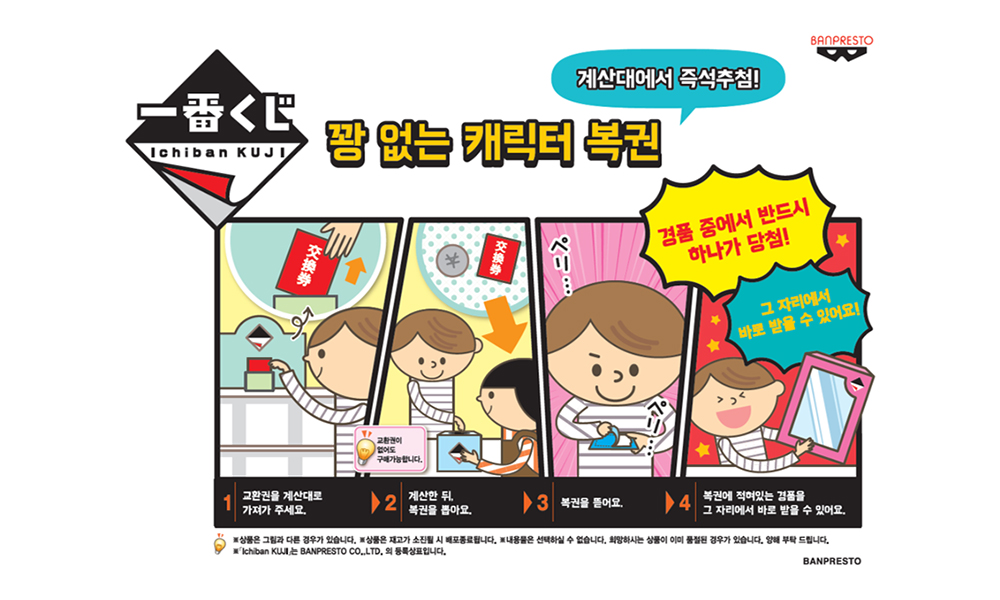 BANPRESTO
계산대에서 즉석추첨!
一番くじ
Ichiban KUJI
꽝 없는 캐릭터 복권
경품 중에서 반드시
하나가 당첨!
그 자리에서
바로 받을 수 있어요!
交換券
¥
交換券
ペリ…
ペリ…
교환권이
없어도
구매가능합니다.
1 교환권을 계산대로
가져가 주세요.
2 계산한 뒤,
복권을 뽑아요.
3 복권을 뜯어요.
4 복권에 적혀있는 경품을
그 자리에서 바로 받을 수 있어요.
※상품은 그림과 다른 경우가 있습니다. ※상품은 재고가 소진될 시 배포종료됩니다. ※내용물은 선택하실 수 없습니다. 희망하시는 상품이 이미 품절된 경우가 있습니다. 양해 부탁 드립니다.
※「Ichiban KUJI」는 BANPRESTO CO.,LTD. 의 등록상표입니다.
BANPRESTO